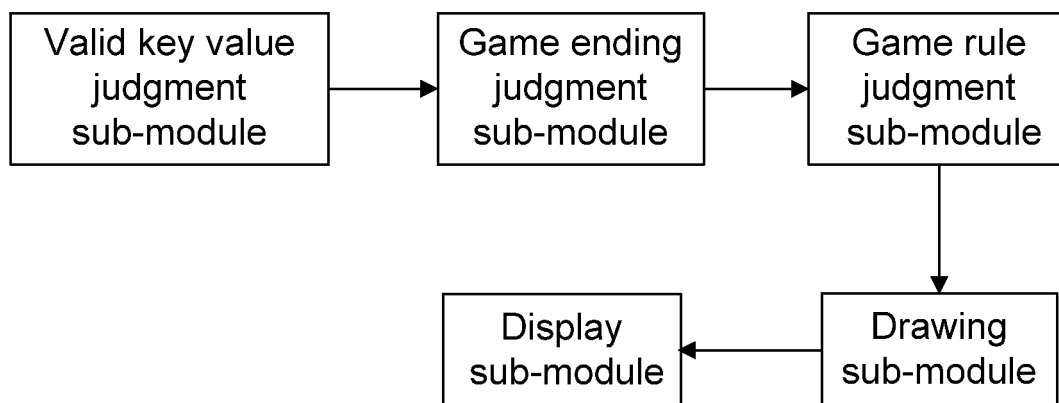 Valid key value
judgment
sub-module
Game ending
judgment
sub-module
Game rule
judgment
sub-module
Display
sub-module
Drawing
sub-module